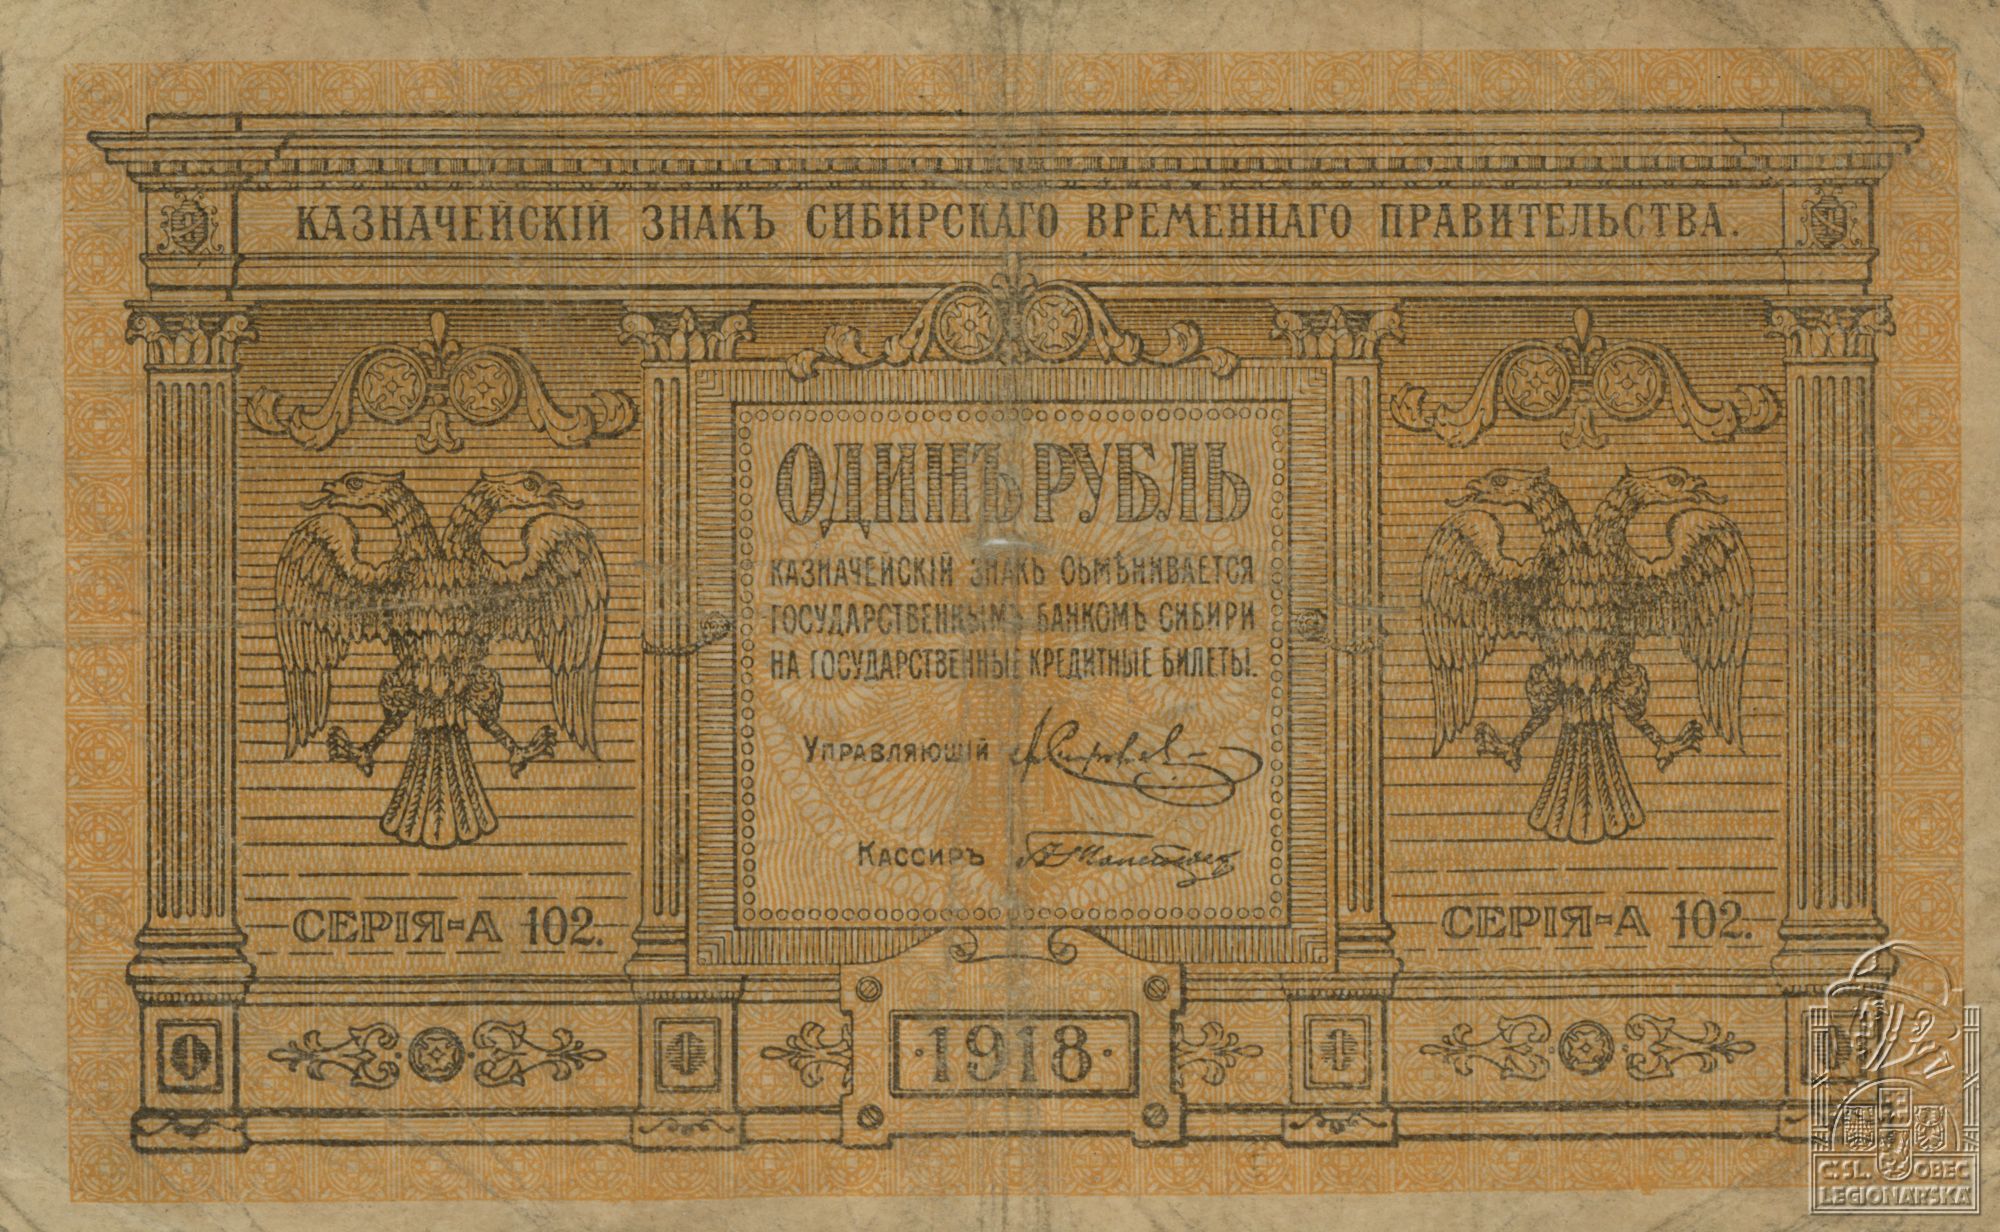 КАЗНАЧЕЙСКІЙ ЗНАКЪ СИБИРСКАГО ВРЕМЕННАГО ПРАВИТЕЛЬСТВА.
ОДИНЪ РУБЛЬ
КАЗНАЧЕЙСКІЙ ЗНАКЪ ОБМѢНИВАЕТСЯ
ГОСУДАРСТВЕННЫМЪ БАНКОМЪ СИБИРИ
НА ГОСУДАРСТВЕННЫЕ КРЕДИТНЫЕ БИЛЕТЫ.
УПРАВЛЯЮЩІЙ
КАССИРЪ
СЕРІЯ-А 102.
СЕРІЯ-А 102.
·1918·
Č.SL. OBEC
LEGIONÁŘSKÁ